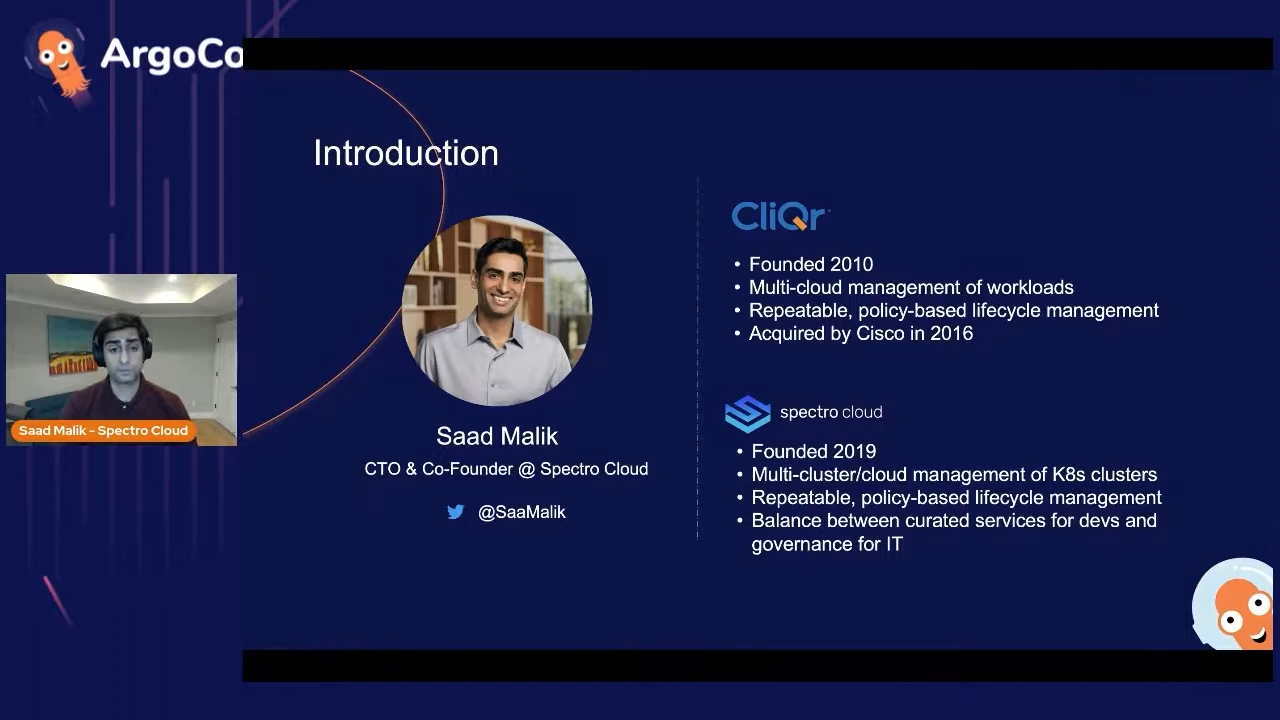 ArgoCo
Introduction
Saad Malik
CTO & Co-Founder @ Spectro Cloud
@SaaMalik
CliQr
• Founded 2010
• Multi-cloud management of workloads
• Repeatable, policy-based lifecycle management
• Acquired by Cisco in 2016
spectro cloud
• Founded 2019
• Multi-cluster/cloud management of K8s clusters
• Repeatable, policy-based lifecycle management
• Balance between curated services for devs and
governance for IT
Saad Malik - Spectro Cloud